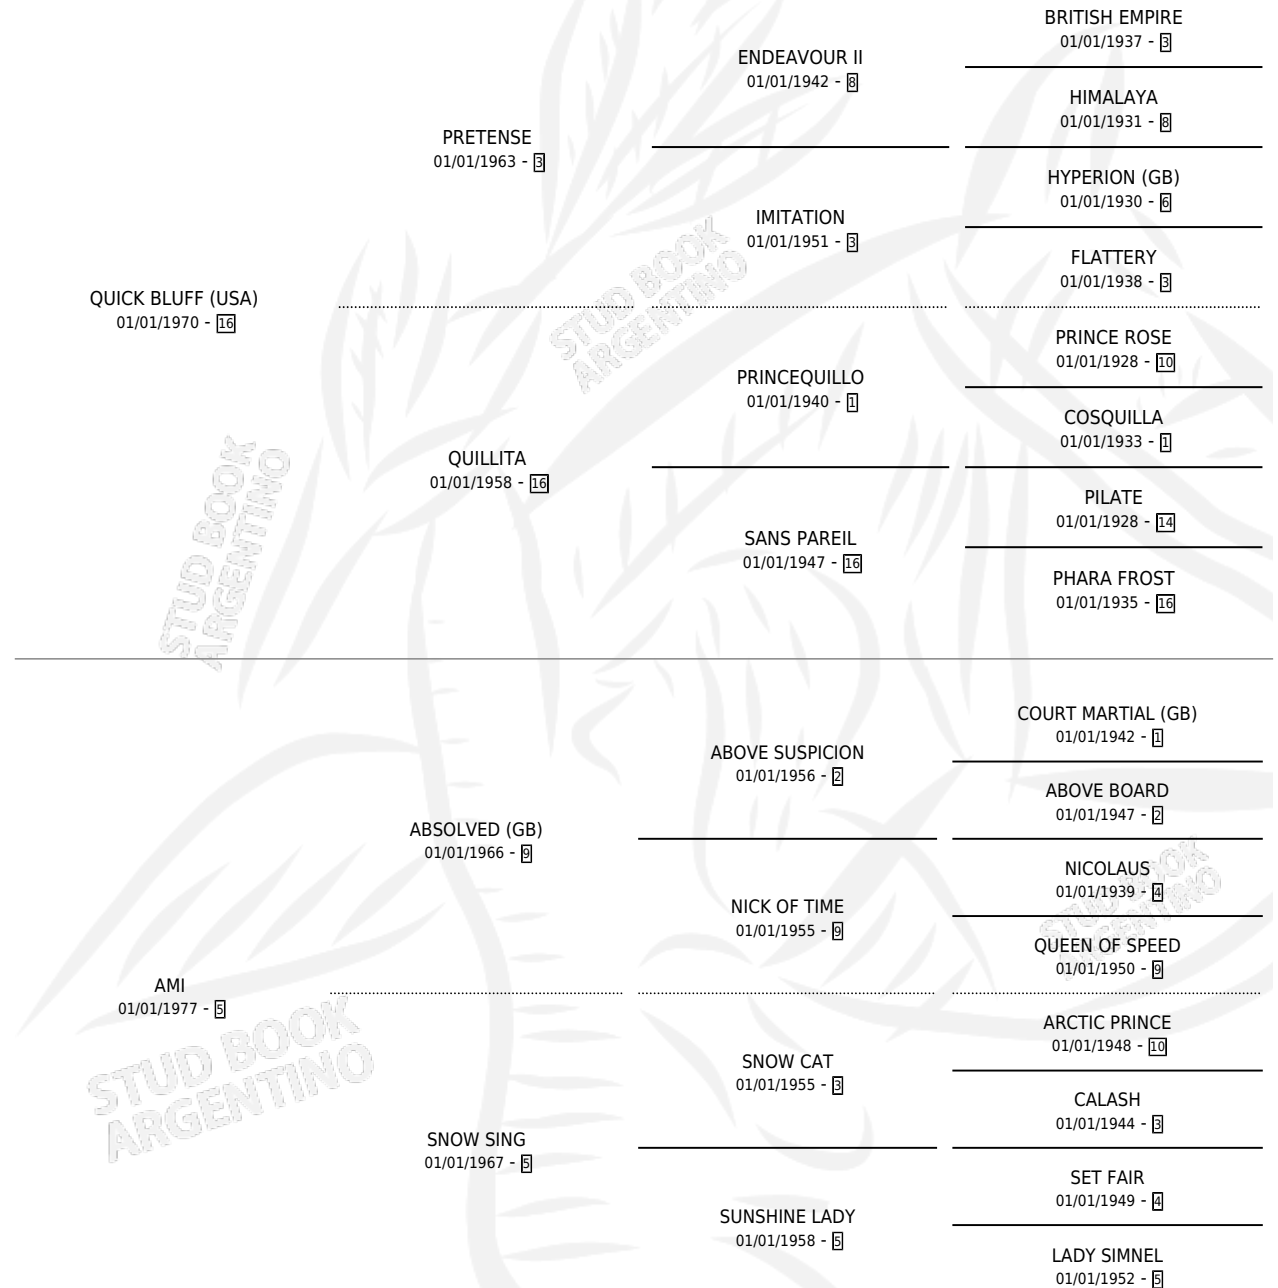 BRITISH EMPIRE
01/01/1937 - 3
ENDEAVOUR II
01/01/1942 - 8
HIMALAYA
01/01/1931 - 8
PRETENSE
01/01/1963 - 3
HYPERION (GB)
01/01/1930 - 6
IMITATION
01/01/1951 - 3
FLATTERY
01/01/1938 - 3
QUICK BLUFF (USA)
01/01/1970 - 16
PRINCE ROSE
01/01/1928 - 10
PRINCEQUILLO
01/01/1940 - 1
COSQUILLA
01/01/1933 - 1
QUILLITA
01/01/1958 - 16
PILATE
01/01/1928 - 14
SANS PAREIL
01/01/1947 - 16
PHARA FROST
01/01/1935 - 16
COURT MARTIAL (GB)
01/01/1942 - 1
ABOVE SUSPICION
01/01/1956 - 2
ABOVE BOARD
01/01/1947 - 2
ABSOLVED (GB)
01/01/1966 - 9
NICOLAUS
01/01/1939 - 4
NICK OF TIME
01/01/1955 - 9
QUEEN OF SPEED
01/01/1950 - 9
AMI
01/01/1977 - 5
ARCTIC PRINCE
01/01/1948 - 10
SNOW CAT
01/01/1955 - 3
CALASH
01/01/1944 - 3
SNOW SING
01/01/1967 - 5
SET FAIR
01/01/1949 - 4
SUNSHINE LADY
01/01/1958 - 5
LADY SIMNEL
01/01/1952 - 5
STUD BOOK
ARGENTINO
STUD BOOK
ARGENTINO
STUD BOOK
ARGENTINO
STUD BOOK
ARGENTINO